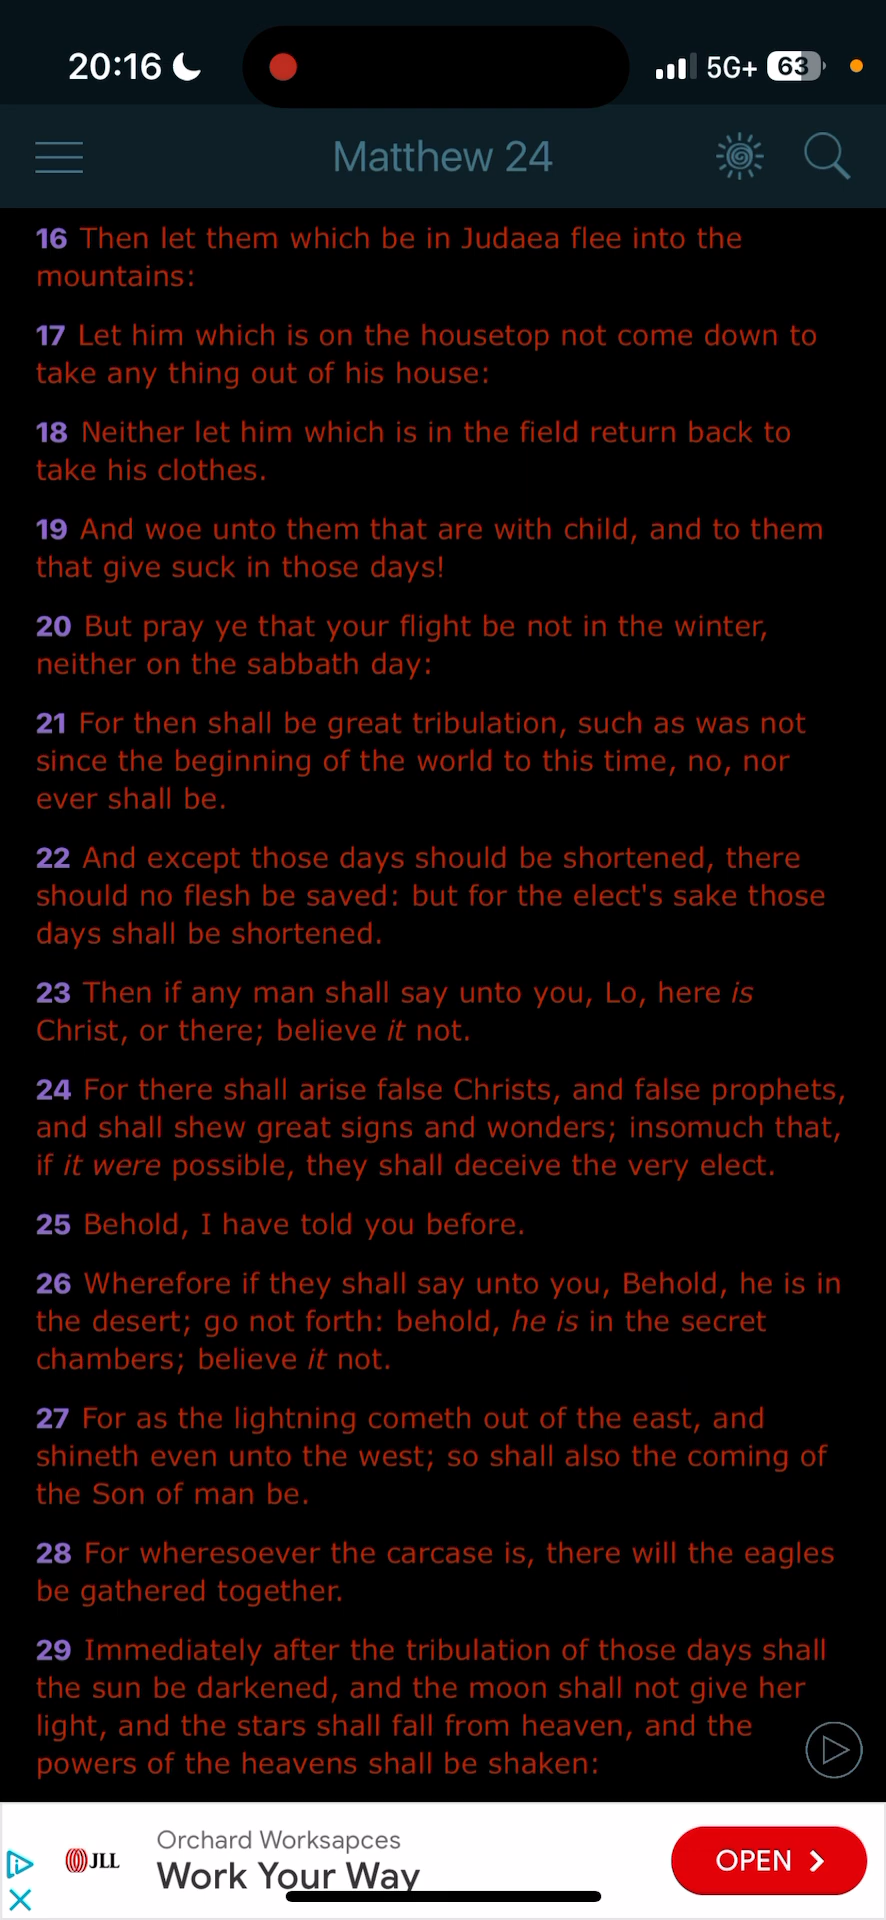 20:16
5G+
63
Matthew 24
16 Then let them which be in Judaea flee into the
mountains:
17 Let him which is on the housetop not come down to
take any thing out of his house:
18 Neither let him which is in the field return back to
take his clothes.
19 And woe unto them that are with child, and to them
that give suck in those days!
20 But pray ye that your flight be not in the winter,
neither on the sabbath day:
21 For then shall be great tribulation, such as was not
since the beginning of the world to this time, no, nor
ever shall be.
22 And except those days should be shortened, there
should no flesh be saved: but for the elect's sake those
days shall be shortened.
23 Then if any man shall say unto you, Lo, here is
Christ, or there; believe it not.
24 For there shall arise false Christs, and false prophets,
and shall shew great signs and wonders; insomuch that,
if it were possible, they shall deceive the very elect.
25 Behold, I have told you before.
26 Wherefore if they shall say unto you, Behold, he is in
the desert; go not forth: behold, he is in the secret
chambers; believe it not.
27 For as the lightning cometh out of the east, and
shineth even unto the west; so shall also the coming of
the Son of man be.
28 For wheresoever the carcase is, there will the eagles
be gathered together.
29 Immediately after the tribulation of those days shall
the sun be darkened, and the moon shall not give her
light, and the stars shall fall from heaven, and the
powers of the heavens shall be shaken:
JLL
Orchard Worksapces
Work Your Way
OPEN